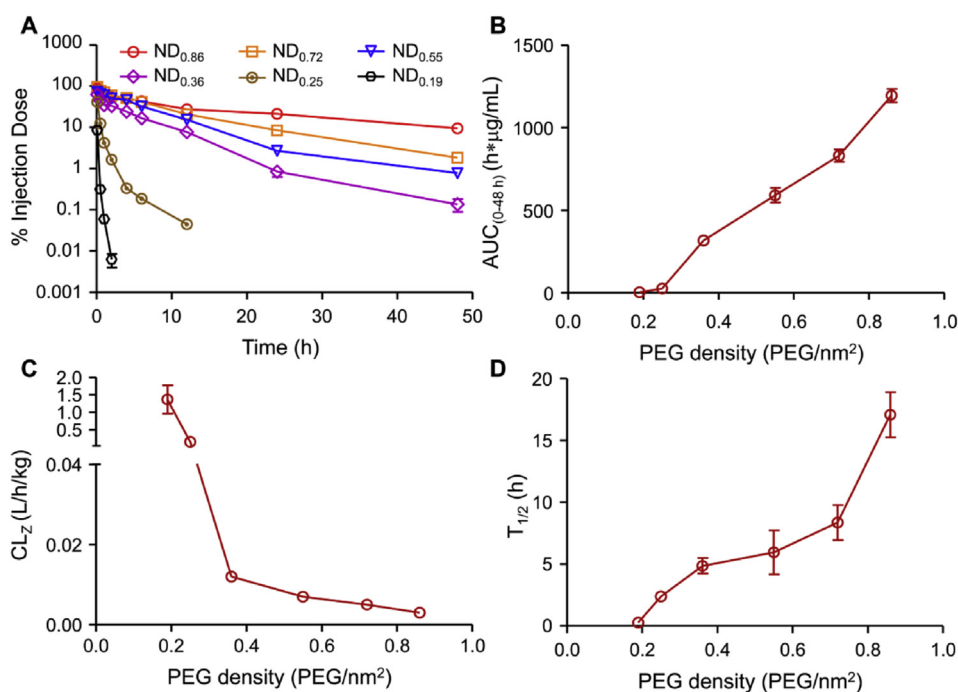 A
1000
100
10
1
0.1
0.01
0.001
% Injection Dose
ND0.86
ND0.72
ND0.55
ND0.36
ND0.25
ND0.19
0 10 20 30 40 50
Time (h)
B
1500
1000
500
0
AUC(0-48 h) (h*µg/mL)
0.0 0.2 0.4 0.6 0.8 1.0
PEG density (PEG/nm²)
C
2.0
1.5
1.0
0.5
0.04
0.02
0.00
CLZ (L/h/kg)
0.0 0.2 0.4 0.6 0.8 1.0
PEG density (PEG/nm²)
D
20
15
10
5
0
T1/2 (h)
0.0 0.2 0.4 0.6 0.8 1.0
PEG density (PEG/nm²)